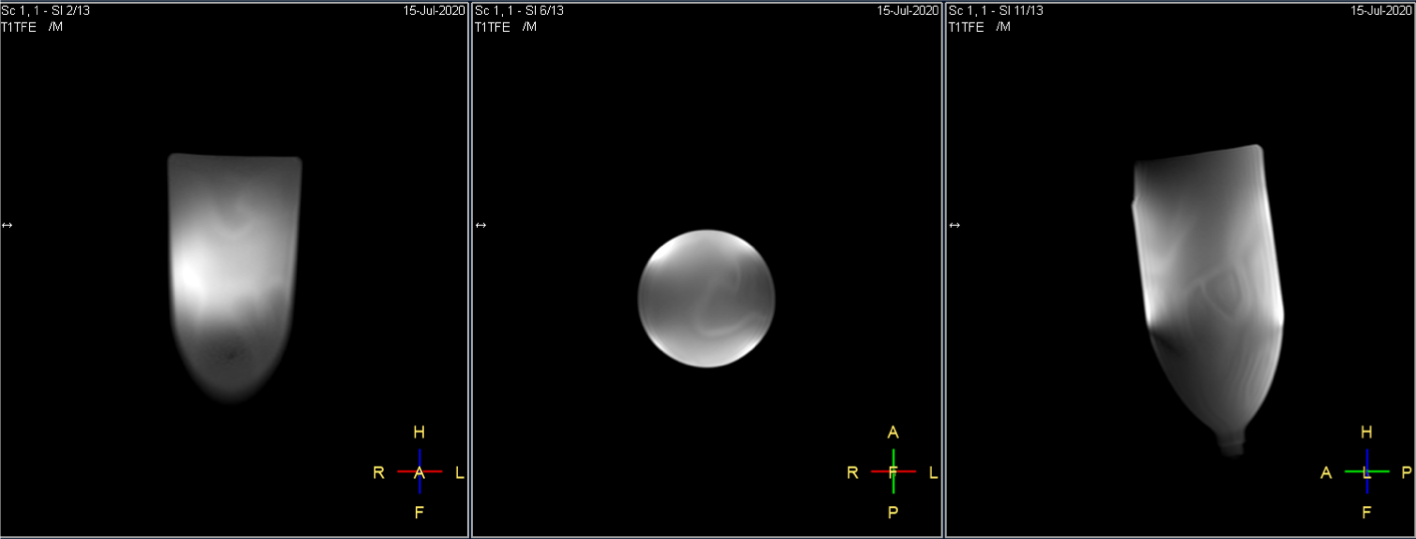 Sc 1, 1 - Sl 2/13
15-Jul-2020
T1TFE /M
H
R A L
F
Sc 1, 1 - Sl 6/13
15-Jul-2020
T1TFE /M
A
R F L
P
Sc 1, 1 - Sl 11/13
15-Jul-2020
T1TFE /M
H
A L P
F